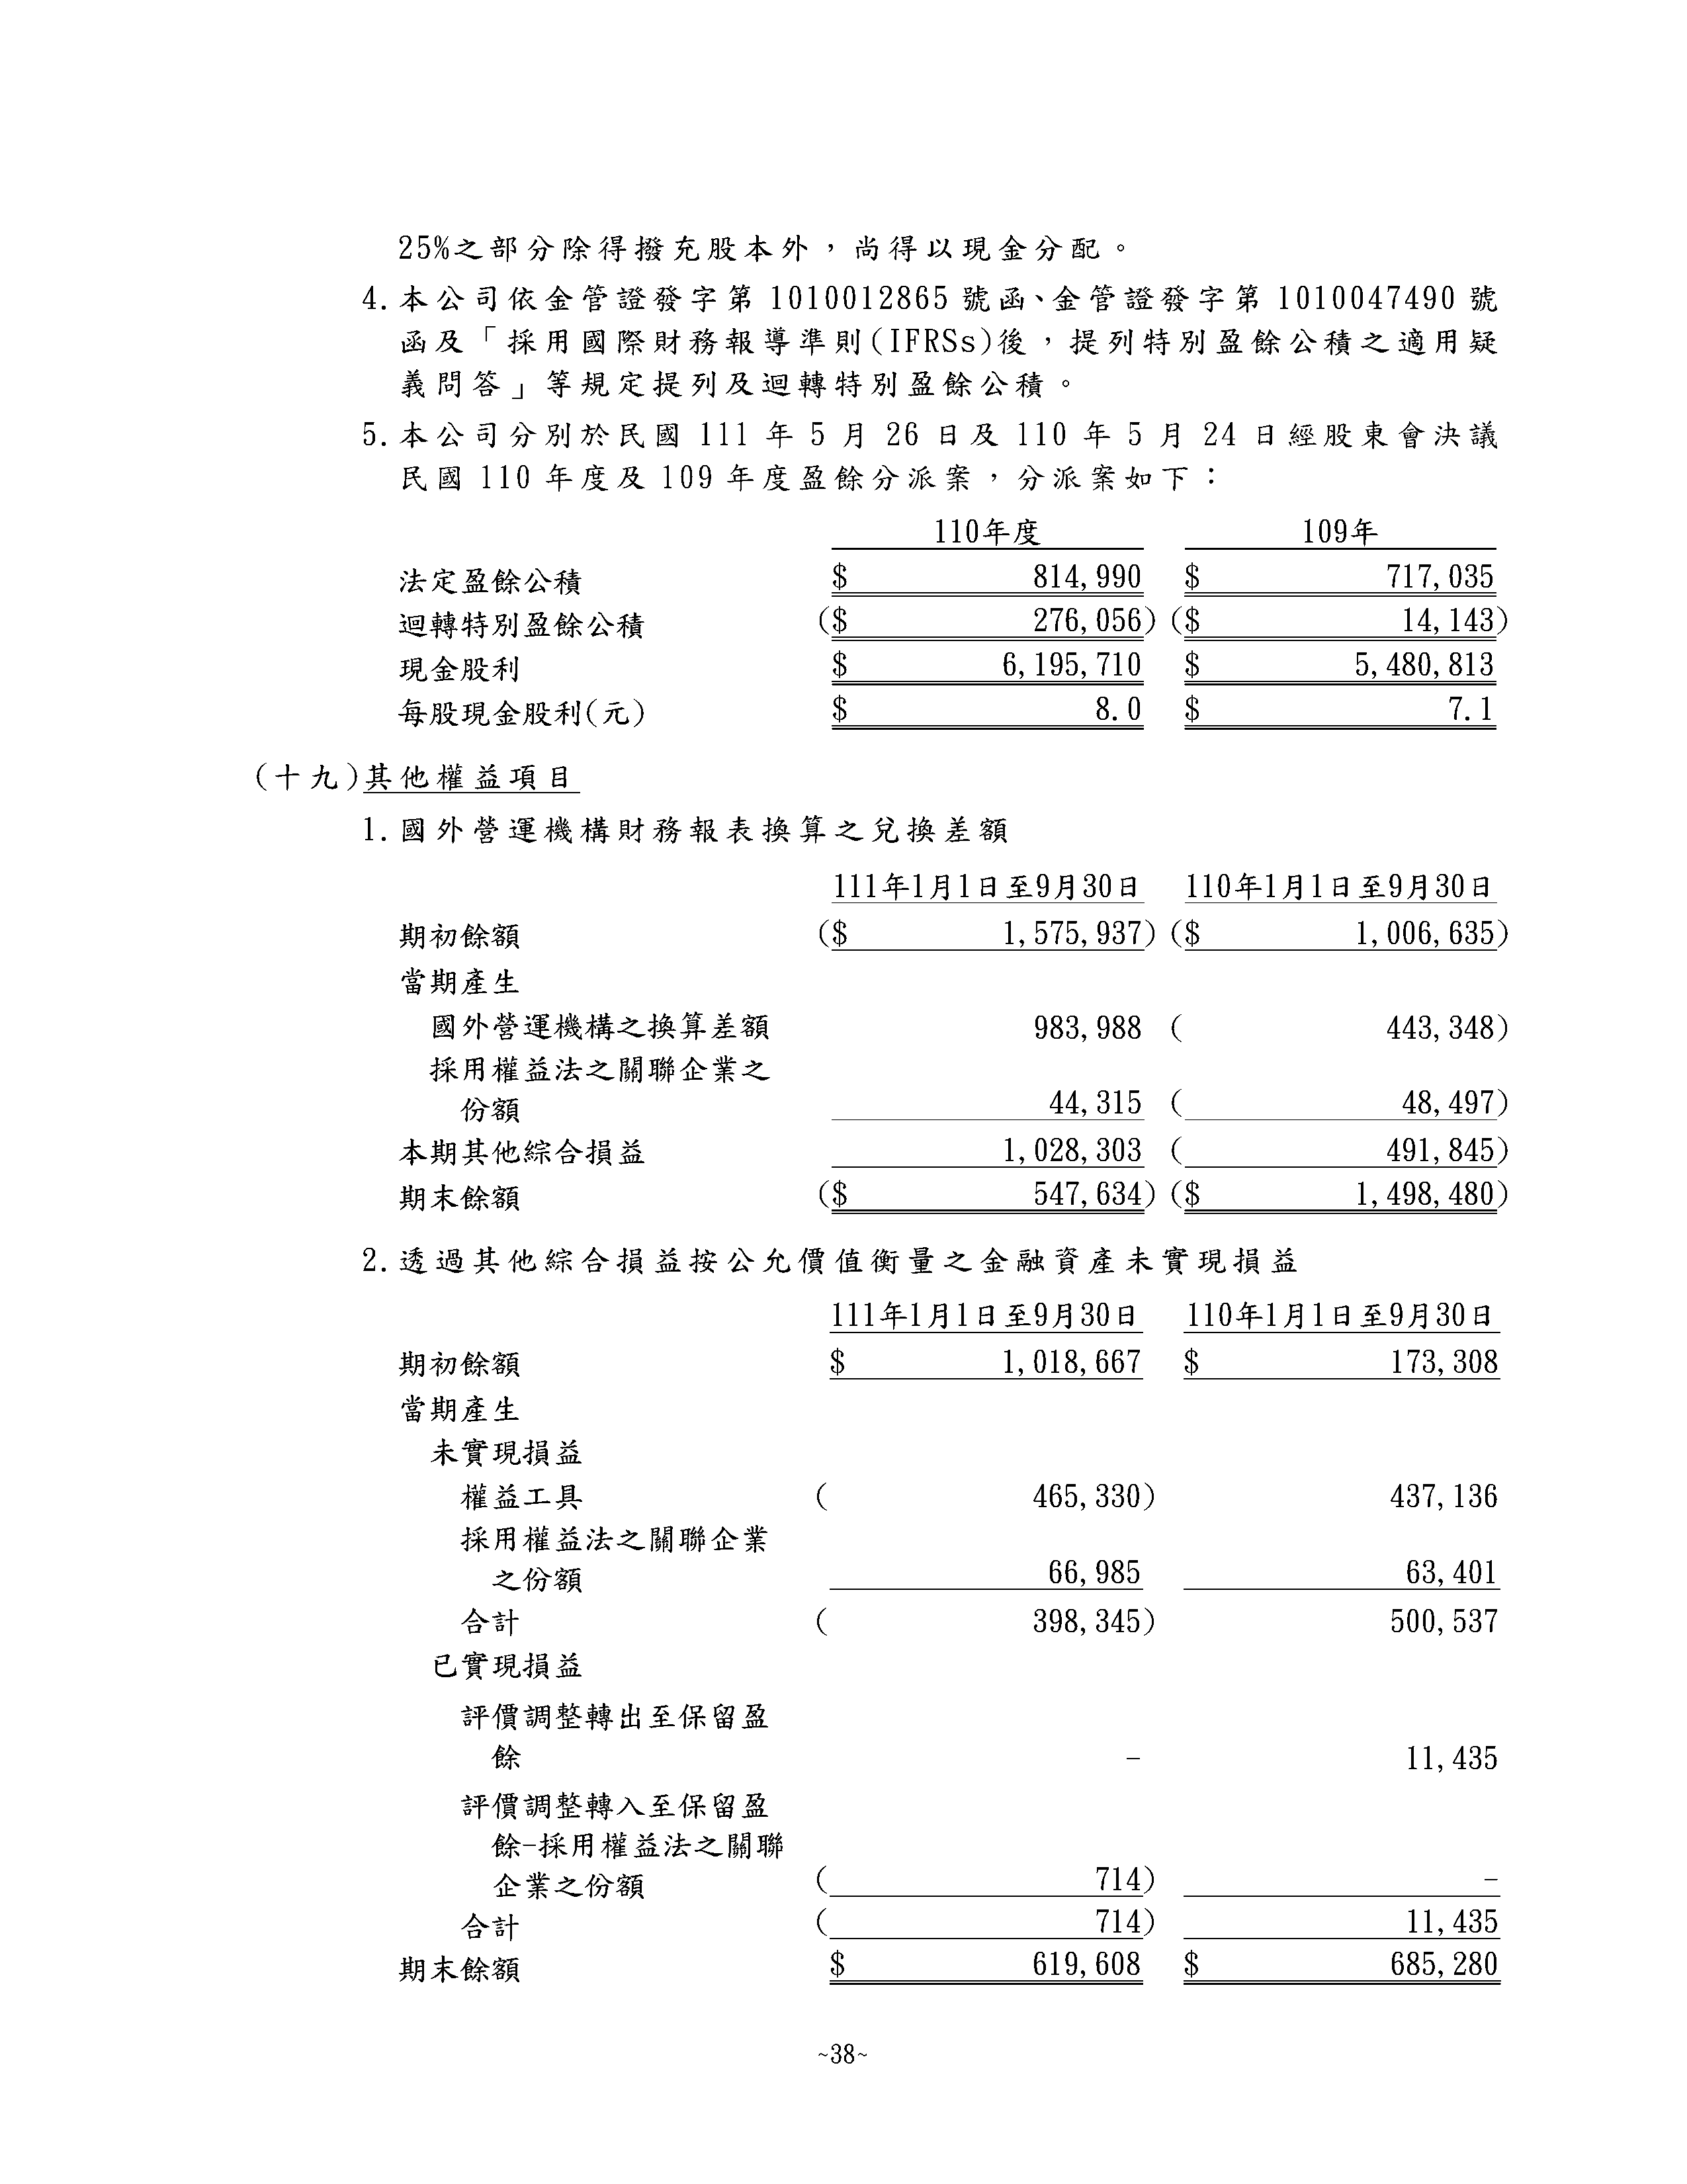 25%之部分除得撥充股本外，尚得以現金分配。
4.本公司依金管證發字第 1010012865 號函、金管證發字第 1010047490 號
函及「採用國際財務報導準則(IFRSs)後，提列特別盈餘公積之適用疑
義問答」等規定提列及迴轉特別盈餘公積。
5.本公司分別於民國 111 年 5 月 26 日及 110 年 5 月 24 日經股東會決議
民國 110 年度及 109 年度盈餘分派案，分派案如下：
110年度 109年
法定盈餘公積 $ 814,990 $ 717,035
迴轉特別盈餘公積 ($ 276,056) ($ 14,143)
現金股利 $ 6,195,710 $ 5,480,813
每股現金股利(元) $ 8.0 $ 7.1
(十九)其他權益項目
1.國外營運機構財務報表換算之兌換差額
111年1月1日至9月30日 110年1月1日至9月30日
期初餘額 ($ 1,575,937) ($ 1,006,635)
當期產生
國外營運機構之換算差額 983,988 ( 443,348)
採用權益法之關聯企業之
份額 44,315 ( 48,497)
本期其他綜合損益 1,028,303 ( 491,845)
期末餘額 ($ 547,634) ($ 1,498,480)
2.透過其他綜合損益按公允價值衡量之金融資產未實現損益
111年1月1日至9月30日 110年1月1日至9月30日
期初餘額 $ 1,018,667 $ 173,308
當期產生
未實現損益
權益工具 ( 465,330) 437,136
採用權益法之關聯企業
之份額 66,985 63,401
合計 ( 398,345) 500,537
已實現損益
評價調整轉出至保留盈
餘 - 11,435
評價調整轉入至保留盈
餘-採用權益法之關聯
企業之份額 ( 714) -
合計 ( 714) 11,435
期末餘額 $ 619,608 $ 685,280
~38~